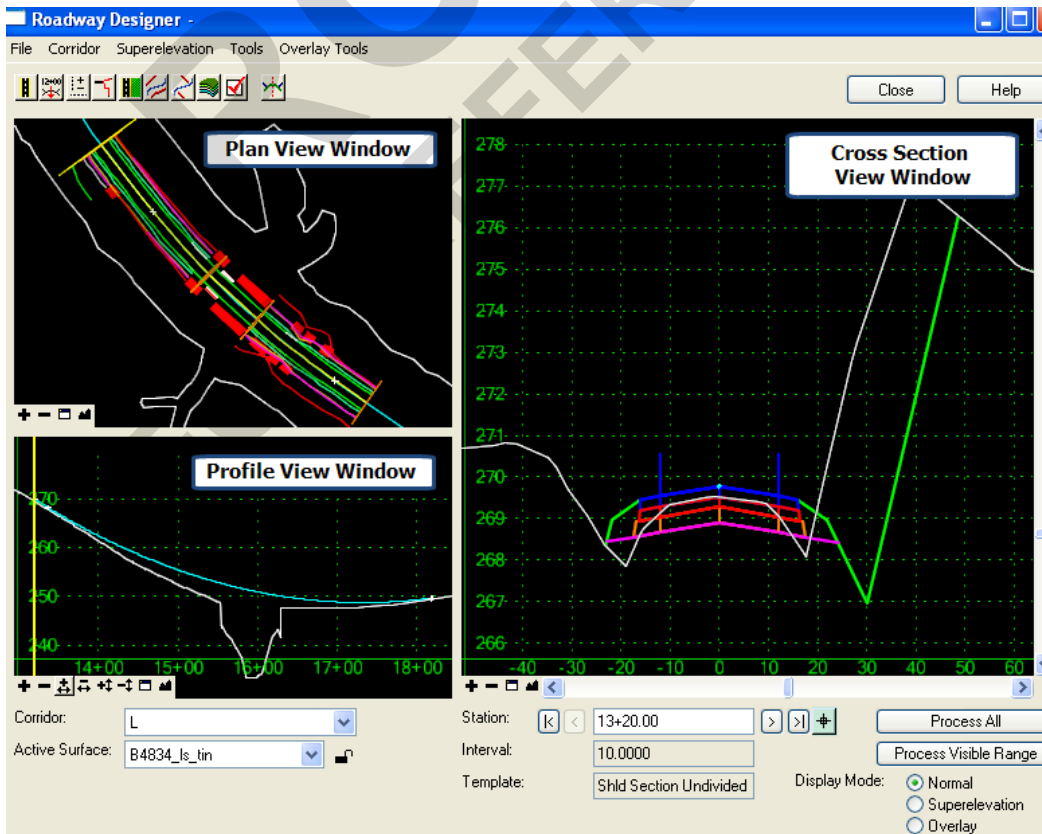 Roadway Designer -
File Corridor Superelevation Tools Overlay Tools
12+00
Close Help
Plan View Window
Profile View Window
270
260
250
240
14+00 15+00 16+00 17+00 18+00
Cross Section
View Window
278
277
276
275
274
273
272
271
270
269
268
267
266
-40 -30 -20 -10 0 10 20 30 40 50 60
Corridor: L
Active Surface: B4834_ls_tin
Station: 13+20.00
Interval: 10.0000
Template: Shld Section Undivided
Process All
Process Visible Range
Display Mode: Normal
Superelevation
Overlay